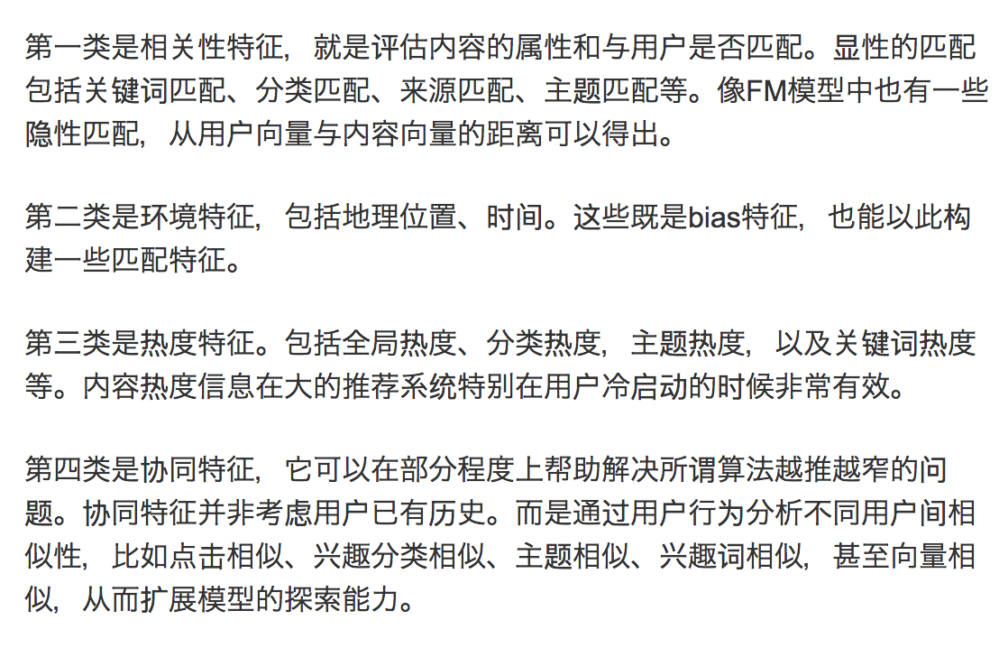 第一类是相关性特征，就是评估内容的属性和与用户是否匹配。显性的匹配
包括关键词匹配、分类匹配、来源匹配、主题匹配等。像FM模型中也有一些
隐性匹配，从用户向量与内容向量的距离可以得出。
第二类是环境特征，包括地理位置、时间。这些既是bias特征，也能以此构
建一些匹配特征。
第三类是热度特征。包括全局热度、分类热度，主题热度，以及关键词热度
等。内容热度信息在大的推荐系统特别在用户冷启动的时候非常有效。
第四类是协同特征，它可以在部分程度上帮助解决所谓算法越推越窄的问
题。协同特征并非考虑用户已有历史。而是通过用户行为分析不同用户间相
似性，比如点击相似、兴趣分类相似、主题相似、兴趣词相似，甚至向量相
似，从而扩展模型的探索能力。